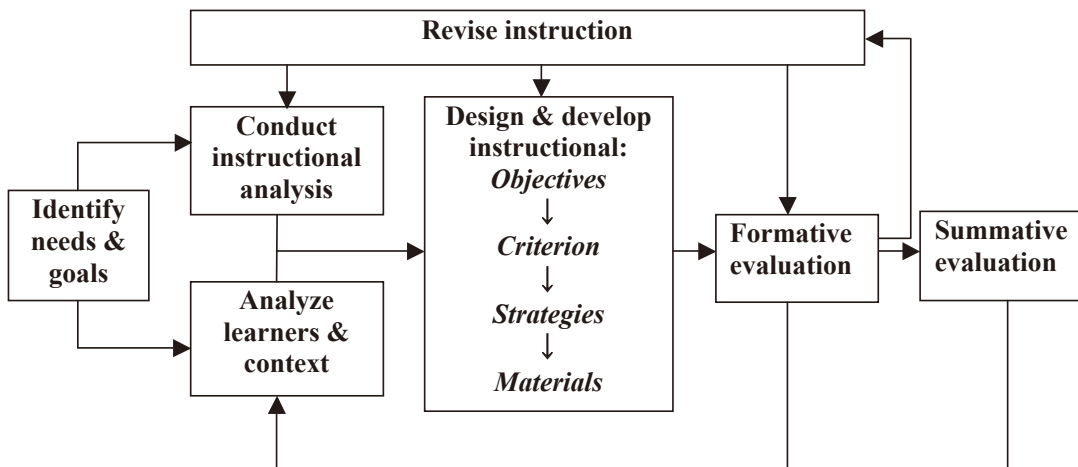 Revise instruction
Conduct
instructional
analysis
Design & develop
instructional:
Objectives
Criterion
Strategies
Materials
Identify
needs &
goals
Analyze
learners &
context
Formative
evaluation
Summative
evaluation